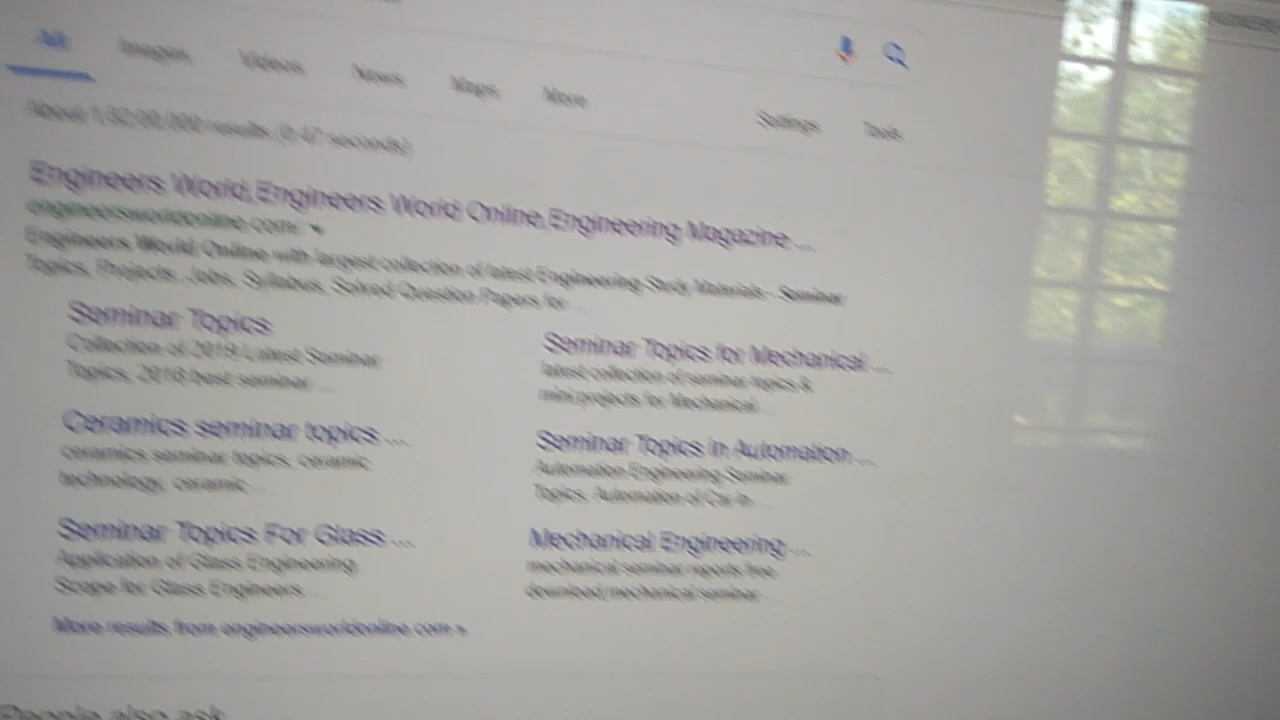 All Images Videos News Maps More Settings Tools
About 1,02,00,000 results (0.47 seconds)
Engineers World,Engineers World Online,Engineering Magazine ...
engineersworldonline.com
Engineers World Online with largest collection of latest Engineering Study Materials - Seminar
Topics, Projects, Jobs, Syllabus, Solved Question Papers for ...
Seminar Topics
Collection of 2019 Latest Seminar
Topics, 2018 best seminar ...
Seminar Topics for Mechanical ...
latest collection of seminar topics &
mini projects for Mechanical ...
Ceramics seminar topics ...
ceramics seminar topics, ceramic
technology, ceramic ...
Seminar Topics in Automation ...
Automation Engineering Seminar
Topics. Automation of Car in ...
Seminar Topics For Glass ...
Application of Glass Engineering.
Scope for Glass Engineers ...
Mechanical Engineering ...
mechanical seminar reports free
download,mechanical seminar ...
More results from engineersworldonline.com »
People also ask